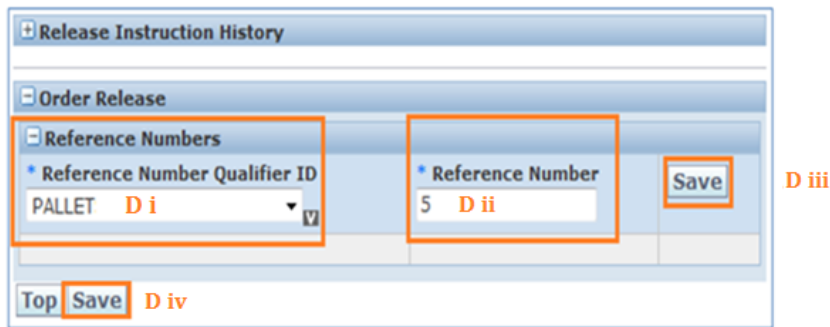 Release Instruction History
Order Release
Reference Numbers
* Reference Number Qualifier ID * Reference Number
PALLET D i V 5 D ii Save D iii
Top Save D iv